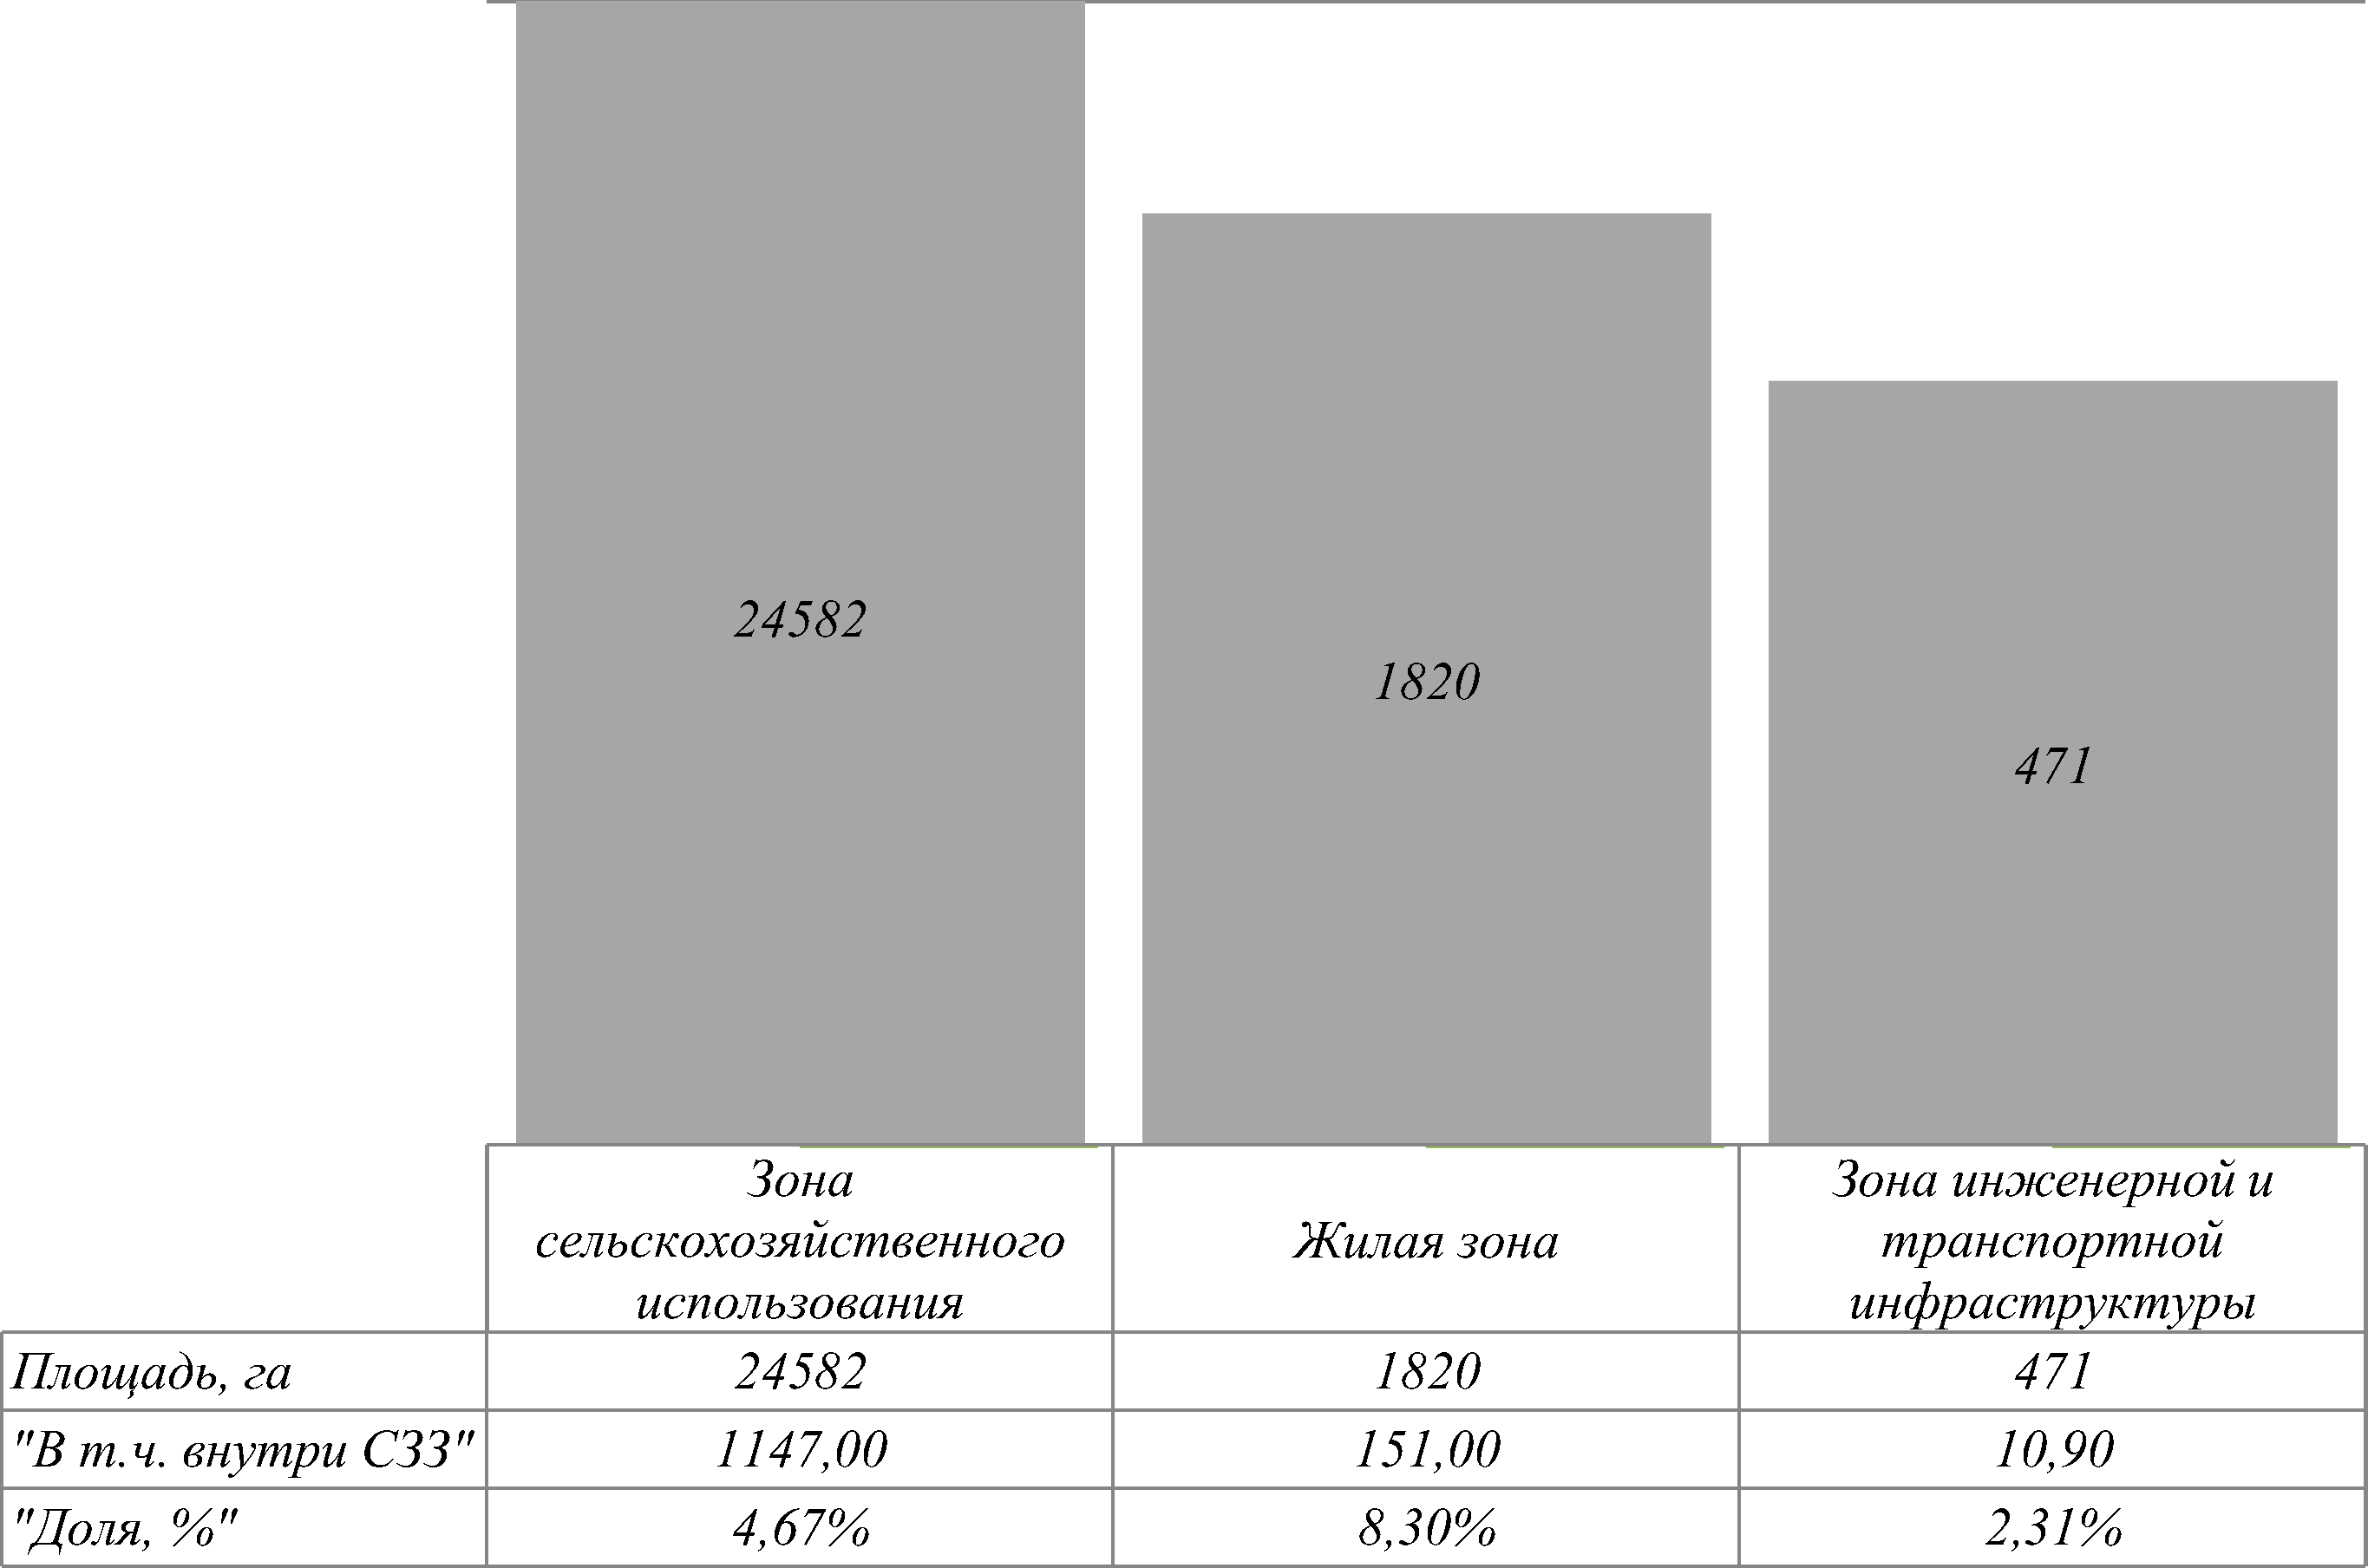 24582
1820
471
Зона
сельскохозяйственного
использования
Жилая зона
Зона инженерной и
транспортной
инфраструктуры
Площадь, га 24582 1820 471
"В т.ч. внутри СЗЗ" 1147,00 151,00 10,90
"Доля, %" 4,67% 8,30% 2,31%